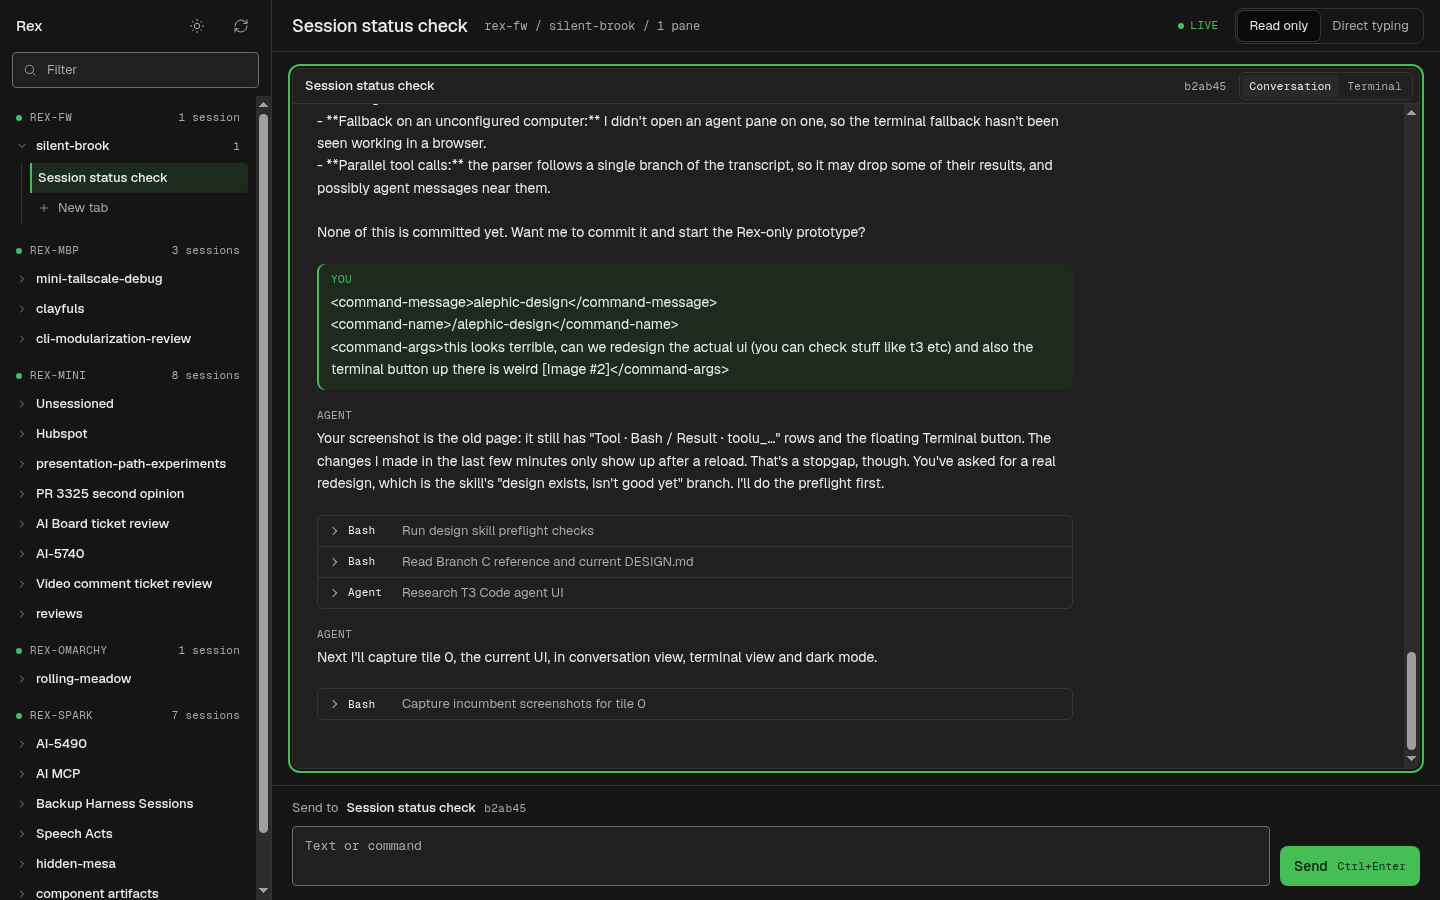 Rex
Filter
REX-FW 1 session
silent-brook 1
Session status check
+ New tab
REX-MBP 3 sessions
mini-tailscale-debug
clayfuls
cli-modularization-review
REX-MINI 8 sessions
Unsessioned
Hubspot
presentation-path-experiments
PR 3325 second opinion
AI Board ticket review
AI-5740
Video comment ticket review
reviews
REX-OMARCHY 1 session
rolling-meadow
REX-SPARK 7 sessions
AI-5490
AI MCP
Backup Harness Sessions
Speech Acts
hidden-mesa
component artifacts
Session status check rex-fw / silent-brook / 1 pane
LIVE Read only Direct typing
Session status check b2ab45 Conversation Terminal
- **Fallback on an unconfigured computer:** I didn't open an agent pane on one, so the terminal fallback hasn't been
seen working in a browser.
- **Parallel tool calls:** the parser follows a single branch of the transcript, so it may drop some of their results, and
possibly agent messages near them.
None of this is committed yet. Want me to commit it and start the Rex-only prototype?
YOU
<command-message>alephic-design</command-message>
<command-name>/alephic-design</command-name>
<command-args>this looks terrible, can we redesign the actual ui (you can check stuff like t3 etc) and also the
terminal button up there is weird [Image #2]</command-args>
AGENT
Your screenshot is the old page: it still has "Tool · Bash / Result · toolu_…" rows and the floating Terminal button. The
changes I made in the last few minutes only show up after a reload. That's a stopgap, though. You've asked for a real
redesign, which is the skill's "design exists, isn't good yet" branch. I'll do the preflight first.
Bash Run design skill preflight checks
Bash Read Branch C reference and current DESIGN.md
Agent Research T3 Code agent UI
AGENT
Next I'll capture tile 0, the current UI, in conversation view, terminal view and dark mode.
Bash Capture incumbent screenshots for tile 0
Send to Session status check b2ab45
Text or command
Send Ctrl+Enter